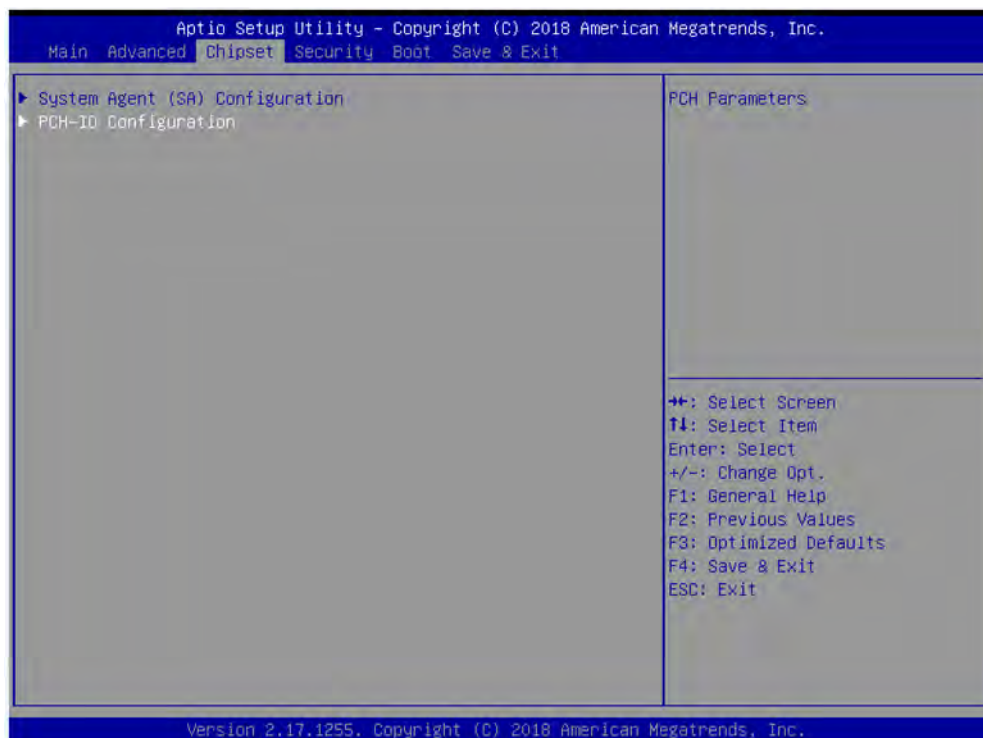 Aptio Setup Utility – Copyright (C) 2018 American Megatrends, Inc.
Main Advanced Chipset Security Boot Save & Exit
▶ System Agent (SA) Configuration
▶ PCH-IO Configuration
PCH Parameters
→←: Select Screen
↑↓: Select Item
Enter: Select
+/-: Change Opt.
F1: General Help
F2: Previous Values
F3: Optimized Defaults
F4: Save & Exit
ESC: Exit
Version 2.17.1255. Copyright (C) 2018 American Megatrends, Inc.